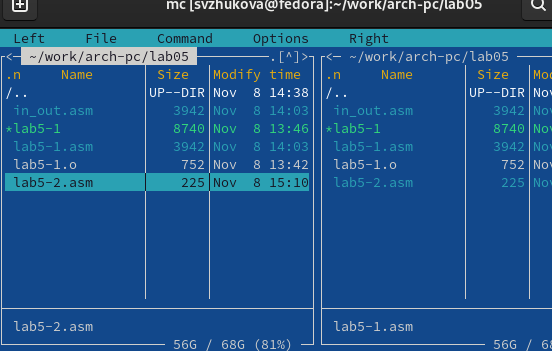 mc [svzhukova@fedora]:~/work/arch-pc/lab05
Left File Command Options Right
<─ ~/work/arch-pc/lab05 .[^]> <─ ~/work/arch-pc/lab05
.n Name Size Modify time .n Name Size Mo
/.. UP--DIR Nov 8 14:38 /.. UP--DIR No
in_out.asm 3942 Nov 8 14:03 in_out.asm 3942 No
*lab5-1 8740 Nov 8 13:46 *lab5-1 8740 No
lab5-1.asm 3942 Nov 8 14:03 lab5-1.asm 3942 No
lab5-1.o 752 Nov 8 13:42 lab5-1.o 752 No
lab5-2.asm 225 Nov 8 15:10 lab5-2.asm 225 No
lab5-2.asm lab5-1.asm
56G / 68G (81%) 56G / 68